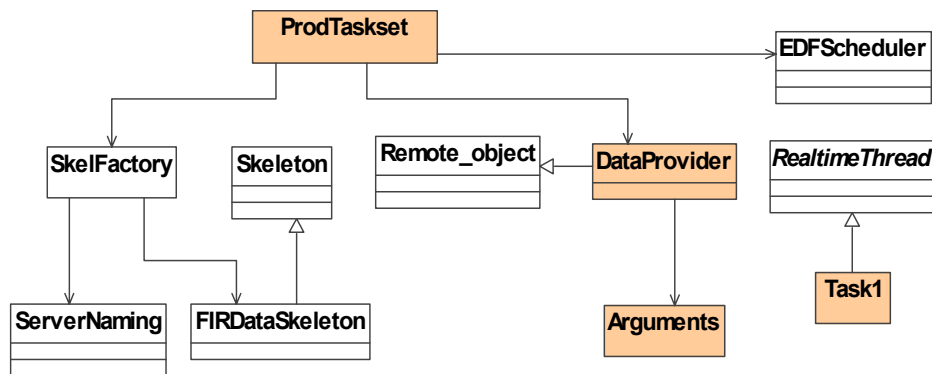 ProdTaskset
EDFScheduler
SkelFactory
Skeleton
Remote_object
DataProvider
RealtimeThread
ServerNaming
FIRDataSkeleton
Arguments
Task1